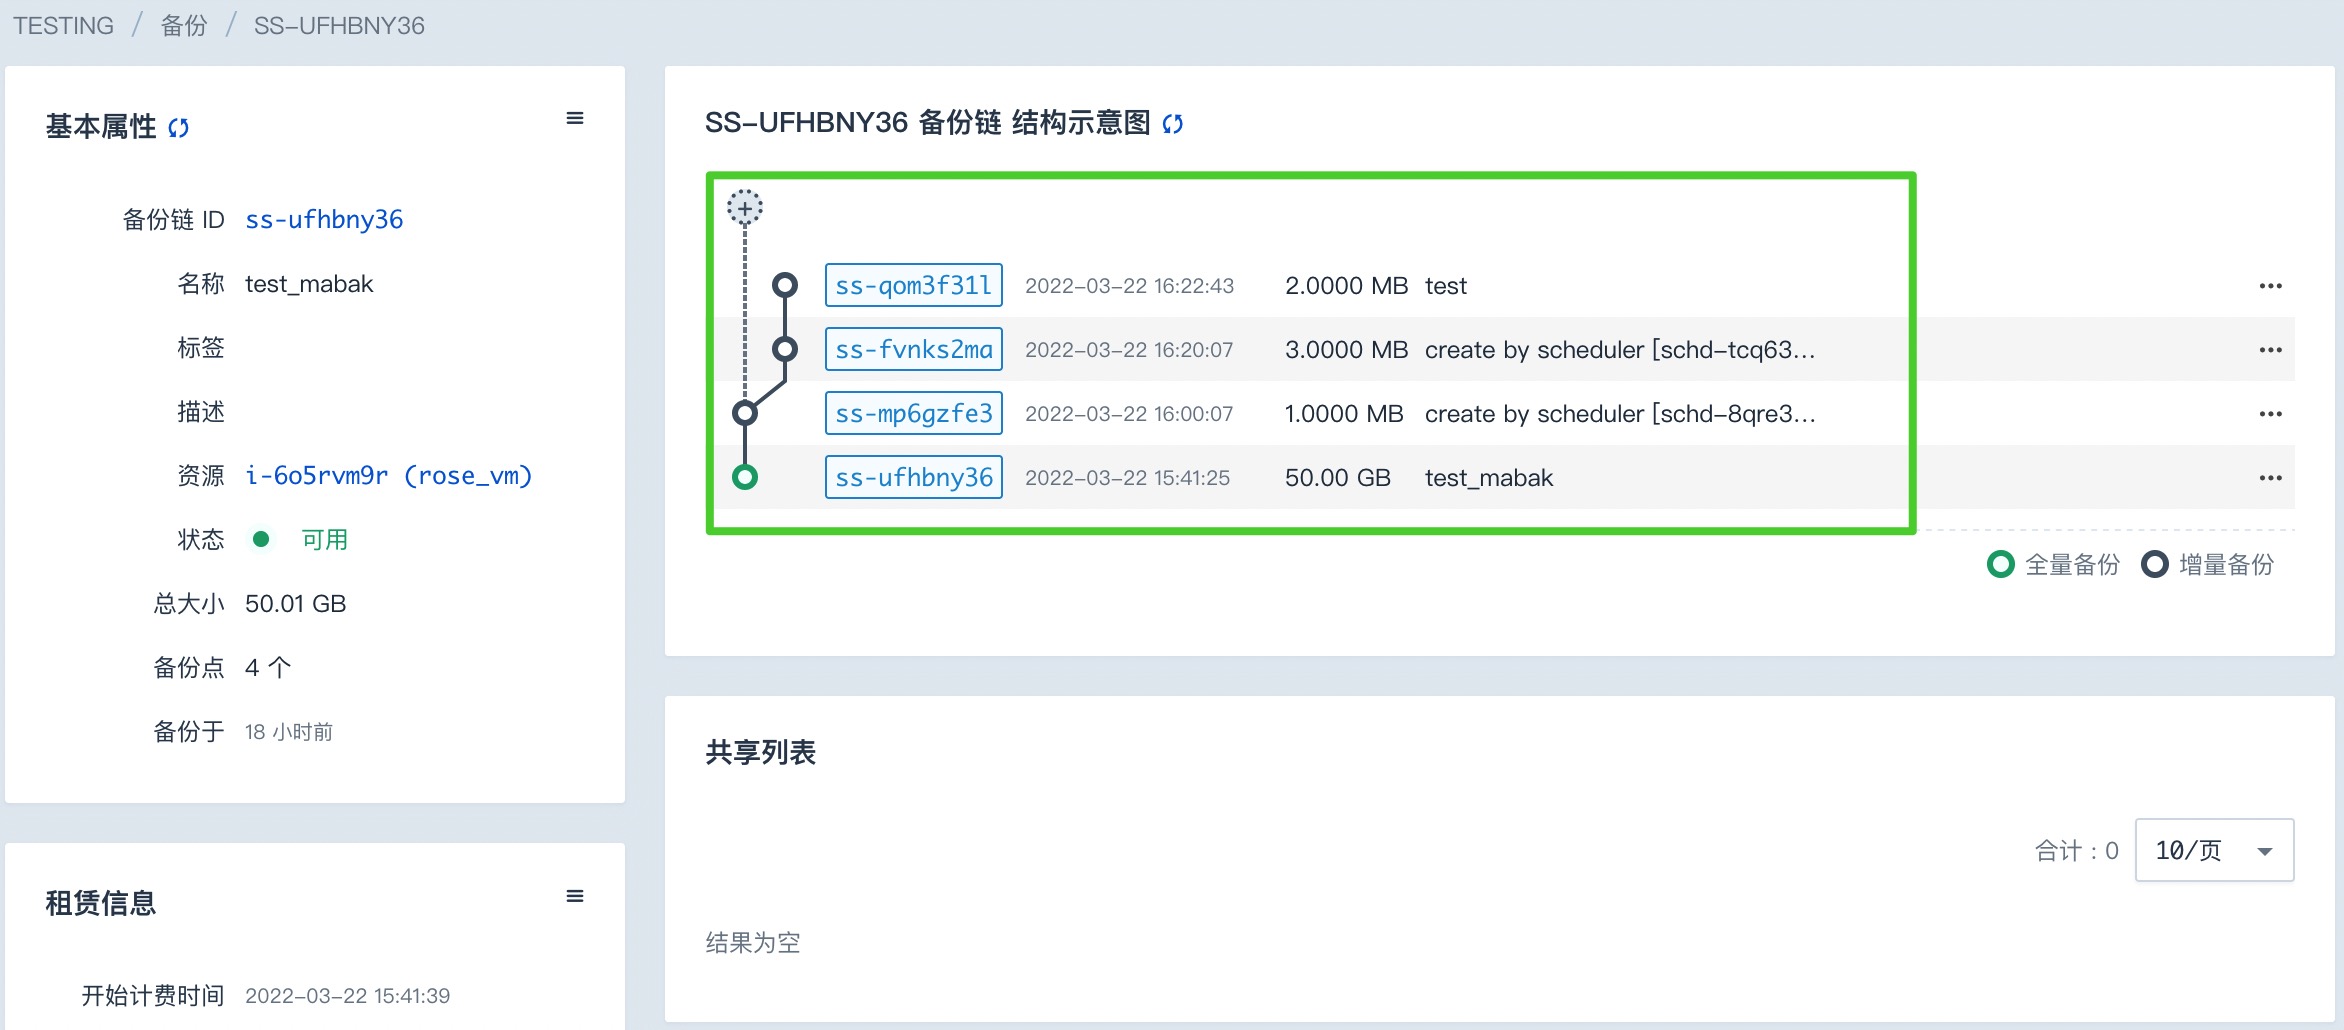 TESTING / 备份 / SS-UFHBNY36
基本属性
备份链 ID ss-ufhbny36
名称 test_mabak
标签
描述
资源 i-6o5rvm9r (rose_vm)
状态 可用
总大小 50.01 GB
备份点 4 个
备份于 18 小时前
租赁信息
开始计费时间 2022-03-22 15:41:39
SS-UFHBNY36 备份链 结构示意图
ss-qom3f31l 2022-03-22 16:22:43 2.0000 MB test
ss-fvnks2ma 2022-03-22 16:20:07 3.0000 MB create by scheduler [schd-tcq63...
ss-mp6gzfe3 2022-03-22 16:00:07 1.0000 MB create by scheduler [schd-8qre3...
ss-ufhbny36 2022-03-22 15:41:25 50.00 GB test_mabak
全量备份 增量备份
共享列表
合计：0 10/页
结果为空